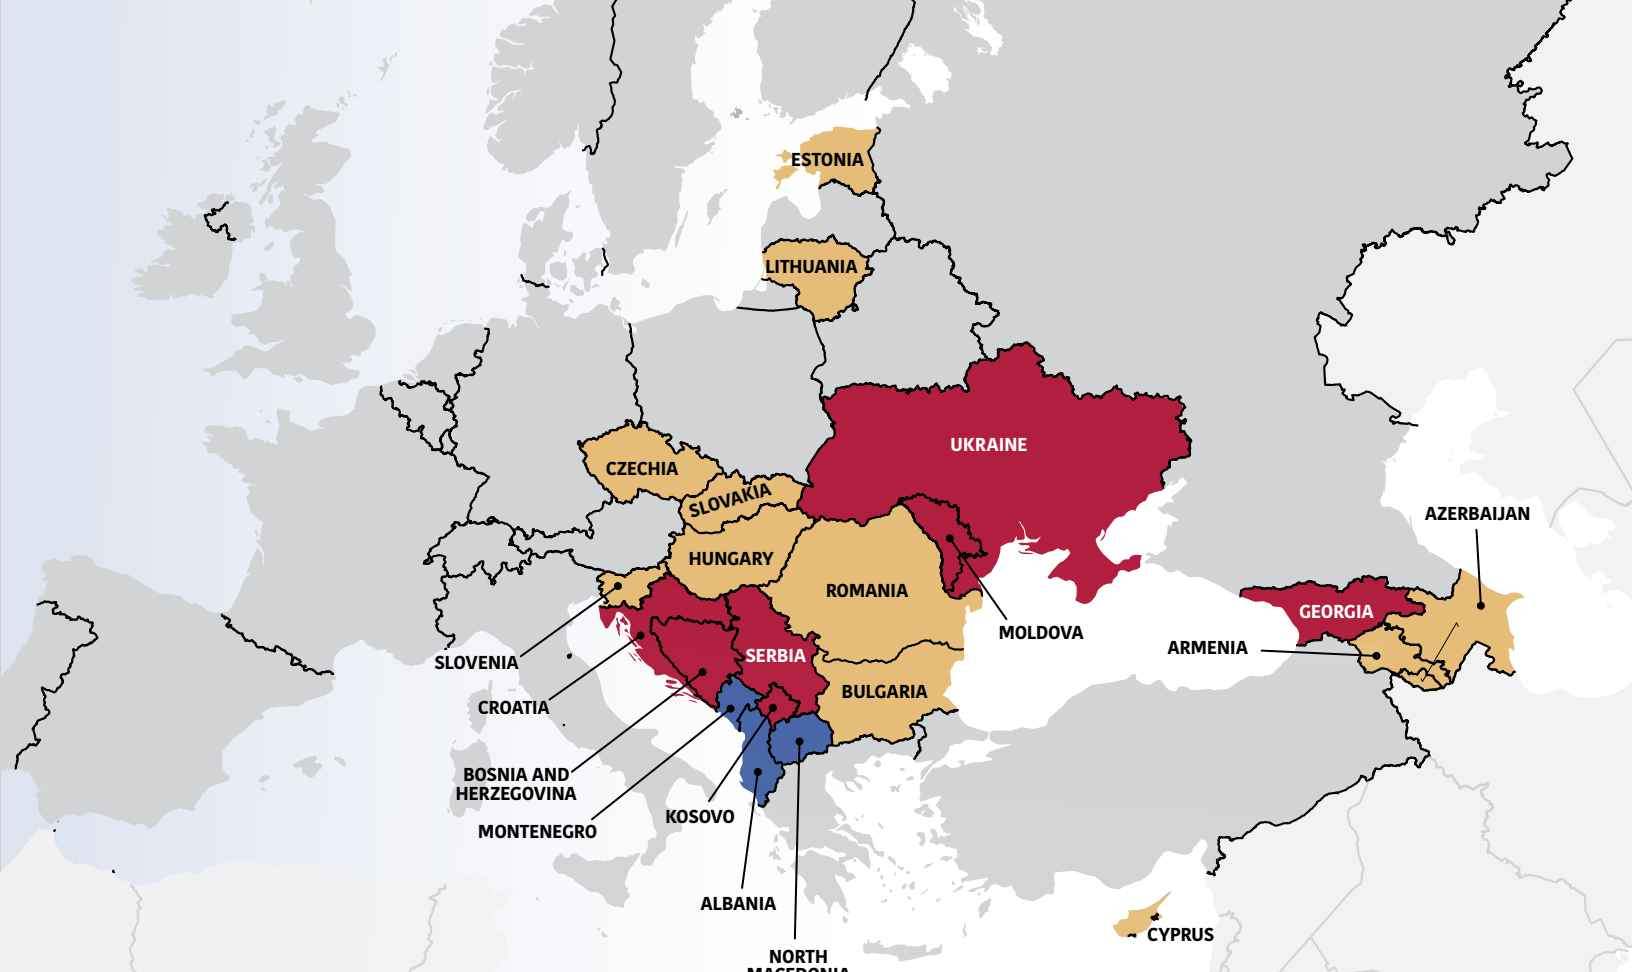 ESTONIA
LITHUANIA
UKRAINE
CZECHIA
SLOVAKIA
AZERBAIJAN
HUNGARY
ROMANIA
GEORGIA
MOLDOVA
ARMENIA
SERBIA
SLOVENIA
BULGARIA
CROATIA
BOSNIA AND
HERZEGOVINA
KOSOVO
MONTENEGRO
ALBANIA
CYPRUS
NORTH
MACEDONIA